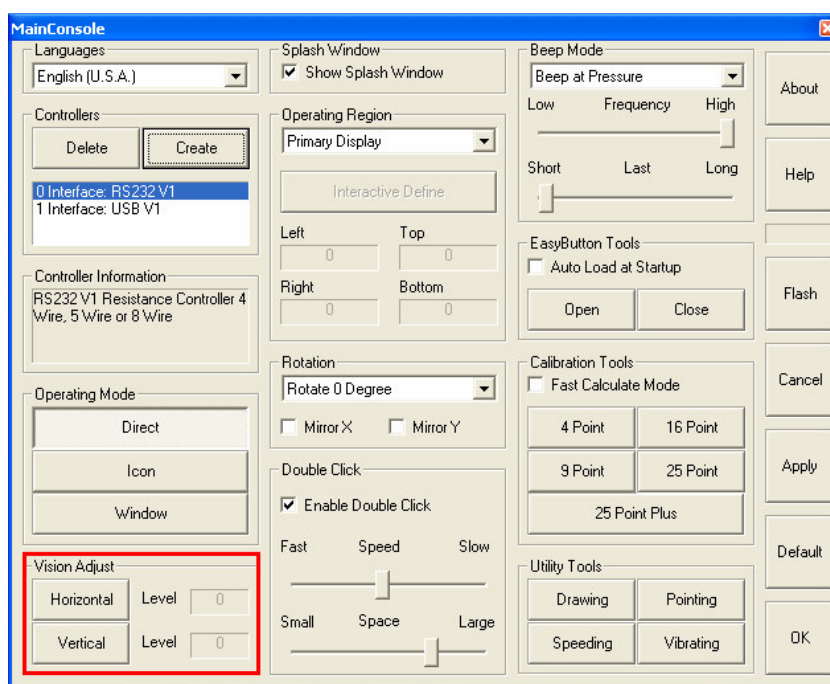 MainConsole
Languages
English (U.S.A.)
Controllers
Delete Create
0 Interface: RS232 V1
1 Interface: USB V1
Controller Information
RS232 V1 Resistance Controller 4
Wire, 5 Wire or 8 Wire
Operating Mode
Direct
Icon
Window
Vision Adjust
Horizontal Level 0
Vertical Level 0
Splash Window
Show Splash Window
Operating Region
Primary Display
Interactive Define
Left Top
0 0
Right Bottom
0 0
Rotation
Rotate 0 Degree
Mirror X Mirror Y
Double Click
Enable Double Click
Fast Speed Slow
Small Space Large
Beep Mode
Beep at Pressure
Low Frequency High
Short Last Long
EasyButton Tools
Auto Load at Startup
Open Close
Calibration Tools
Fast Calculate Mode
4 Point 16 Point
9 Point 25 Point
25 Point Plus
Utility Tools
Drawing Pointing
Speeding Vibrating
About
Help
Flash
Cancel
Apply
Default
OK